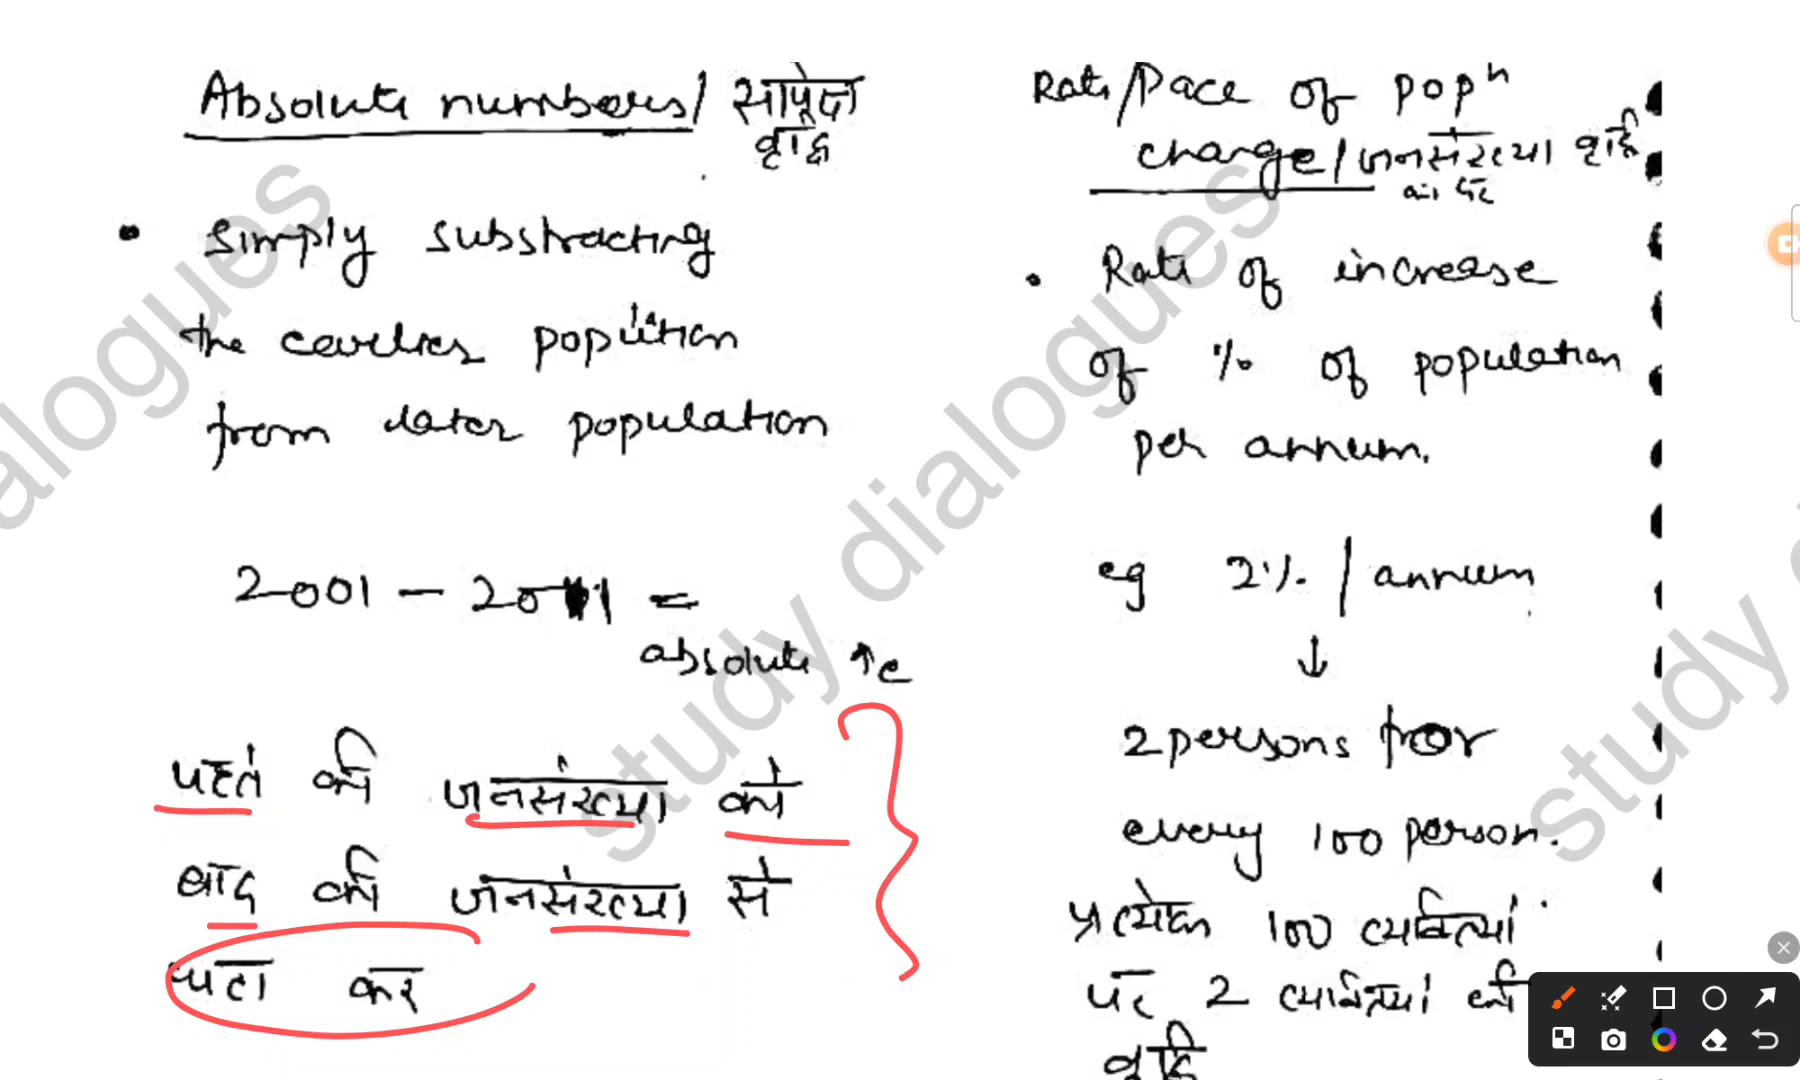 Absolute numbers / सापेक्ष
वृद्धि
• Simply substracting
the earlier population
from later population
2001 – 2011 =
absolute ↑e
पहले की जनसंख्या को
बाद की जनसंख्या से
घटा कर
Rate/Pace of popn
change / जनसंख्या वृद्धि
की दर
• Rate of increase
of % of population
per annum.
eg 2% / annum
↓
2 persons for
every 100 person.
प्रत्येक 100 व्यक्तियों
पर 2 व्यक्तियों की
वृद्धि
study dialogues